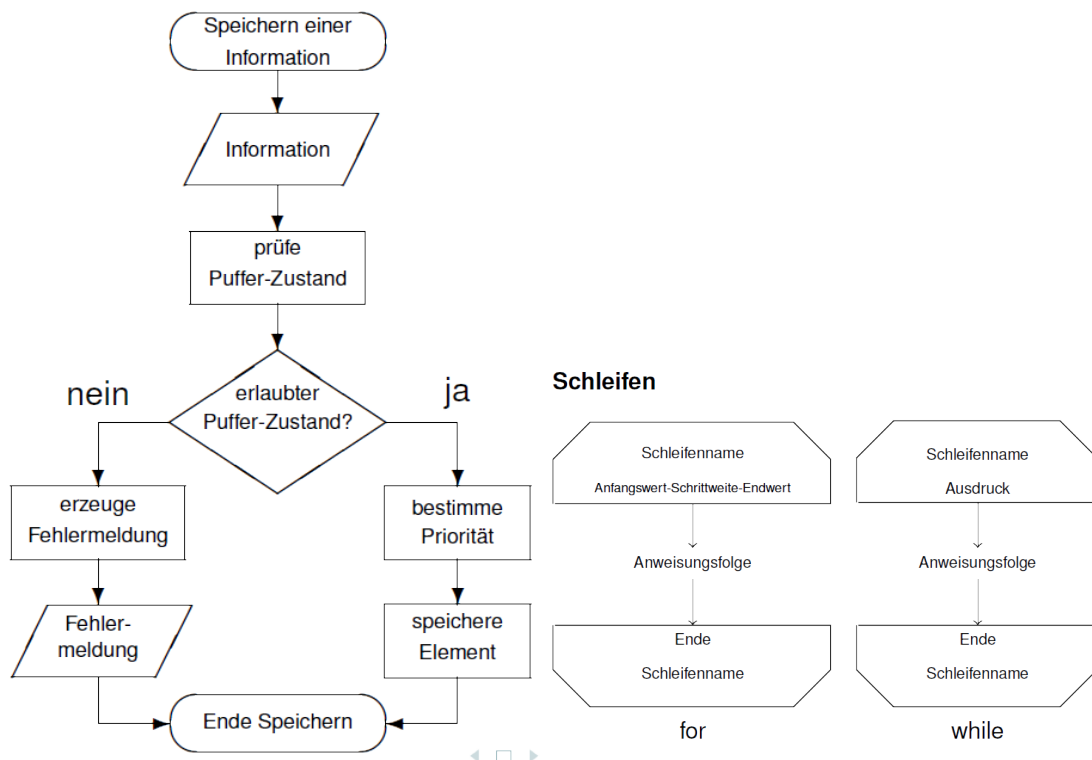 Speichern einer
Information
Information
prüfe
Puffer-Zustand
erlaubter
Puffer-Zustand?
nein
ja
erzeuge
Fehlermeldung
bestimme
Priorität
Fehler-
meldung
speichere
Element
Ende Speichern
Schleifen
Schleifenname
Anfangswert-Schrittweite-Endwert
Anweisungsfolge
Ende
Schleifenname
for
Schleifenname
Ausdruck
Anweisungsfolge
Ende
Schleifenname
while